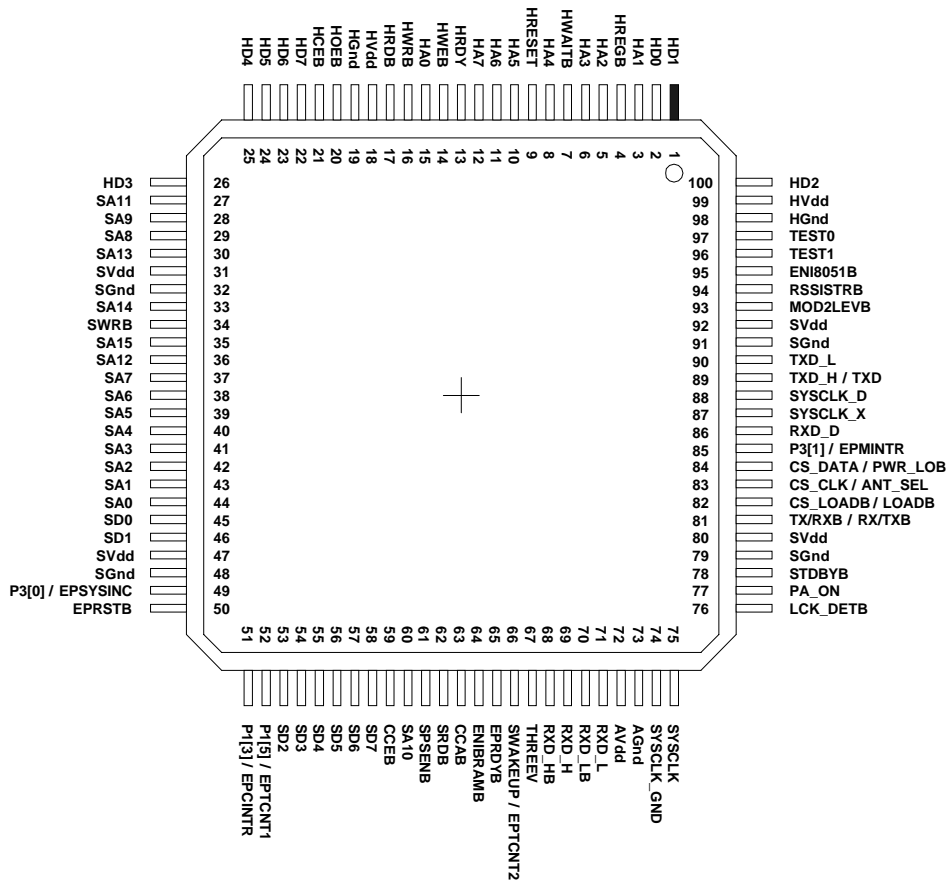 HD4 HD5 HD6 HD7 HCEB HOEB HGnd HVdd HRDB HWRB HA0 HWEB HRDY HA7 HA6 HA5 HRESET HA4 HWAITB HA3 HA2 HREGB HA1 HD0 HD1
25 24 23 22 21 20 19 18 17 16 15 14 13 12 11 10 9 8 7 6 5 4 3 2 1
HD3 26 100 HD2
SA11 27 99 HVdd
SA9 28 98 HGnd
SA8 29 97 TEST0
SA13 30 96 TEST1
SVdd 31 95 ENI8051B
SGnd 32 94 RSSISTRB
SA14 33 93 MOD2LEVB
SWRB 34 92 SVdd
SA15 35 91 SGnd
SA12 36 90 TXD_L
SA7 37 89 TXD_H / TXD
SA6 38 88 SYSCLK_D
SA5 39 87 SYSCLK_X
SA4 40 86 RXD_D
SA3 41 85 P3[1] / EPMINTR
SA2 42 84 CS_DATA / PWR_LOB
SA1 43 83 CS_CLK / ANT_SEL
SA0 44 82 CS_LOADB / LOADB
SD0 45 81 TX/RXB / RX/TXB
SD1 46 80 SVdd
SVdd 47 79 SGnd
SGnd 48 78 STDBYB
P3[0] / EPSYSINC 49 77 PA_ON
EPRSTB 50 76 LCK_DETB
51 52 53 54 55 56 57 58 59 60 61 62 63 64 65 66 67 68 69 70 71 72 73 74 75
P1[3] / EPCINTR P1[5] / EPTCNT1 SD2 SD3 SD4 SD5 SD6 SD7 CCEB SA10 SPSENB SRDB CCAB ENIBRAMB EPRDYB SWAKEUP / EPTCNT2 THREEV RXD_HB RXD_H RXD_LB RXD_L AVdd AGnd SYSCLK_GND SYSCLK